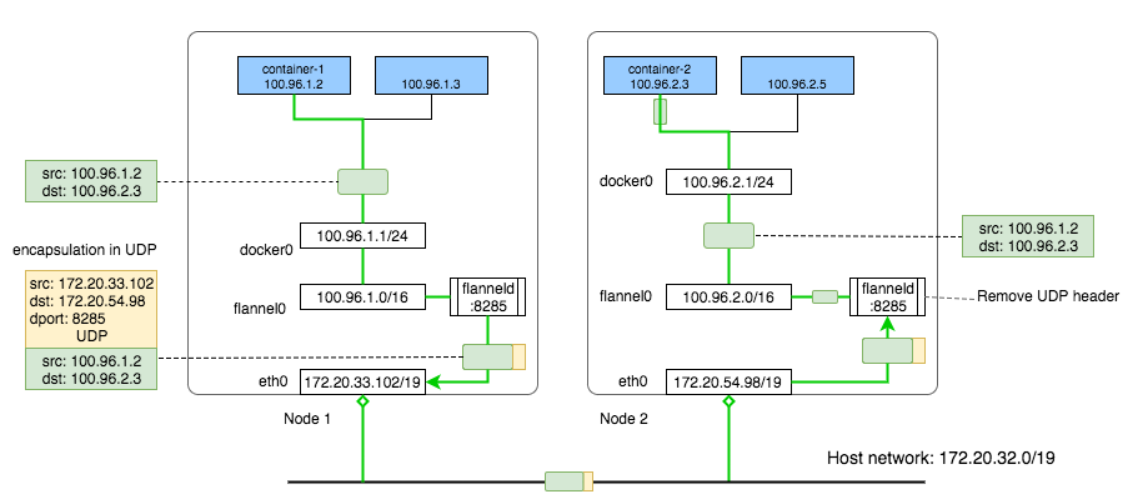 container-1
100.96.1.2
100.96.1.3
container-2
100.96.2.3
100.96.2.5
src: 100.96.1.2
dst: 100.96.2.3
docker0
100.96.2.1/24
encapsulation in UDP
docker0
100.96.1.1/24
src: 100.96.1.2
dst: 100.96.2.3
src: 172.20.33.102
dst: 172.20.54.98
dport: 8285
UDP
src: 100.96.1.2
dst: 100.96.2.3
flannel0
100.96.1.0/16
flanneld
:8285
flannel0
100.96.2.0/16
flanneld
:8285
Remove UDP header
eth0
172.20.33.102/19
eth0
172.20.54.98/19
Node 1
Node 2
Host network: 172.20.32.0/19